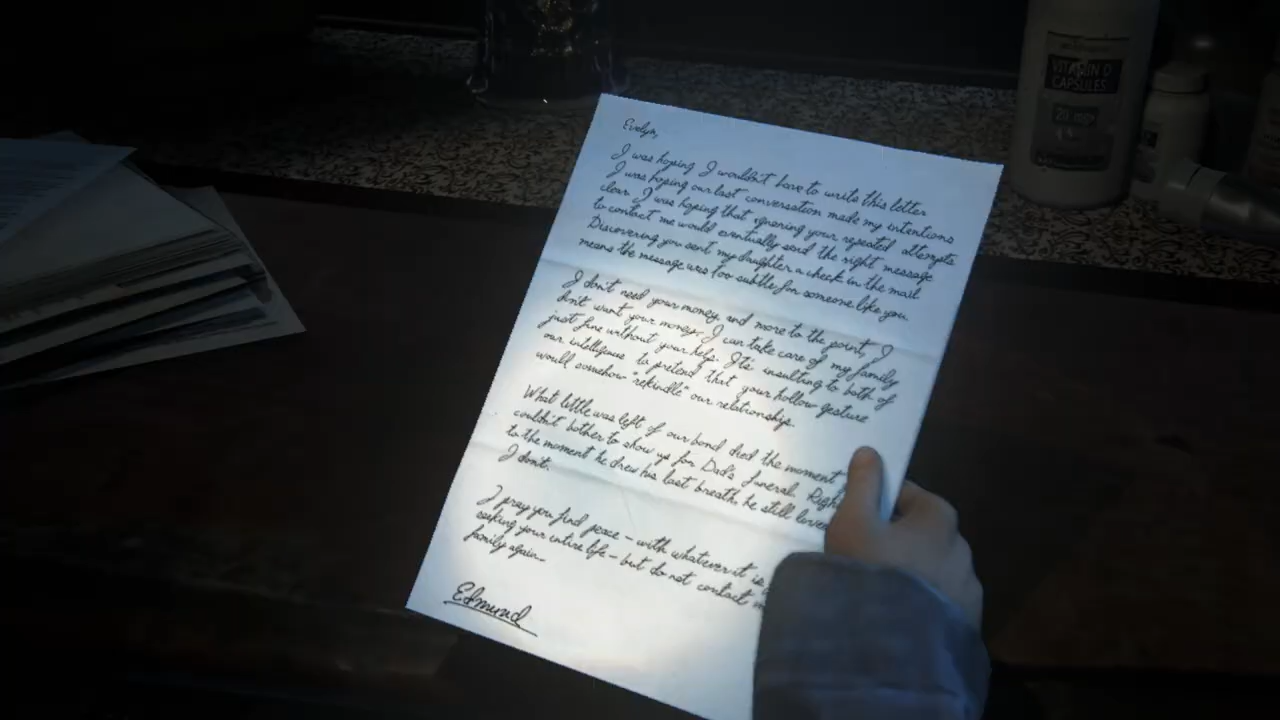 Evelyn,
I was hoping I wouldn't have to write this letter
I was hoping our last conversation made my intentions
clear. I was hoping that ignoring your repeated attempts
to contact me would eventually send the right message
Discovering you sent my daughter a check in the mail
means the message was too subtle for someone like you.
I don't need your money, and more to the point, I
don't want your money. I can take care of my family
just fine without your help. It's insulting to both of
our intelligence to pretend that your hollow gesture
would somehow "rekindle" our relationship.
What little was left of our bond died the moment
couldn't bother to show up for Dad's funeral. Right
to the moment he drew his last breath, he still loved
I don't.
I pray you find peace – with whatever it is
seeking your entire life – but do not contact
family again.
Edmund
VITAMIN D
CAPSULES